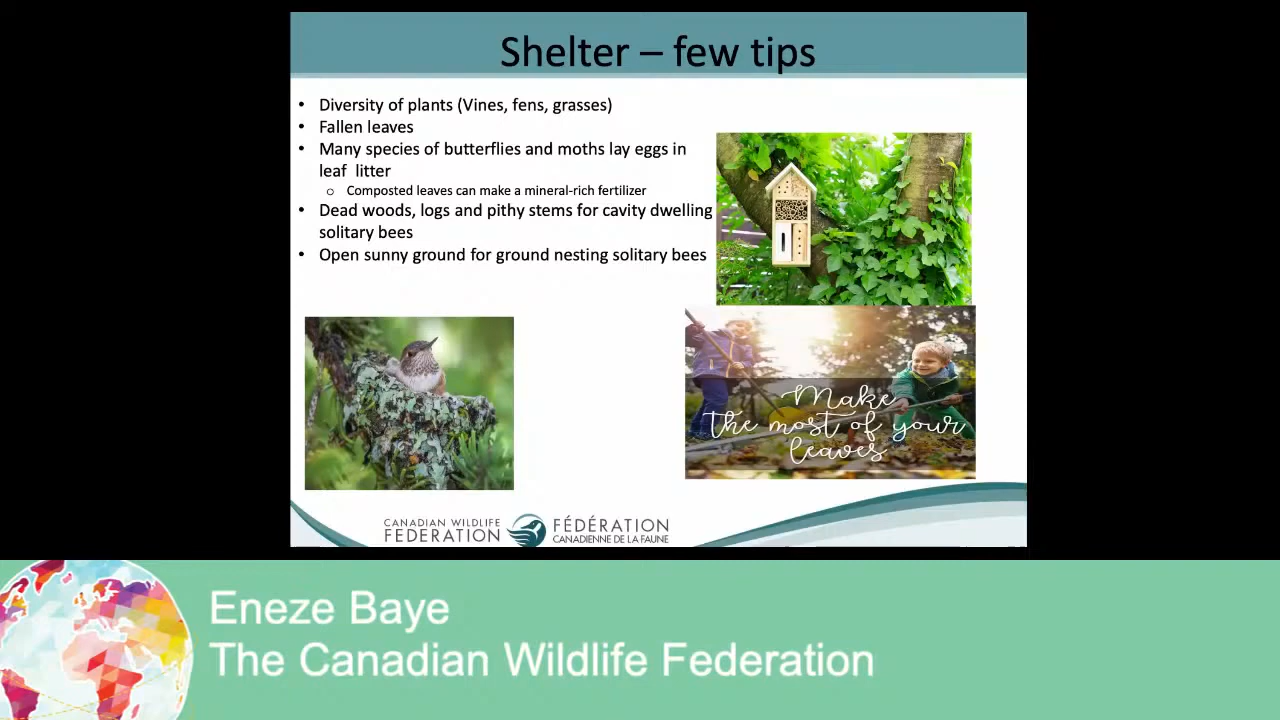 Shelter – few tips
• Diversity of plants (Vines, fens, grasses)
• Fallen leaves
• Many species of butterflies and moths lay eggs in
leaf litter
o Composted leaves can make a mineral-rich fertilizer
• Dead woods, logs and pithy stems for cavity dwelling
solitary bees
• Open sunny ground for ground nesting solitary bees
Make
the most of your
leaves
CANADIAN WILDLIFE
FEDERATION
FÉDÉRATION
CANADIENNE DE LA FAUNE
Eneze Baye
The Canadian Wildlife Federation